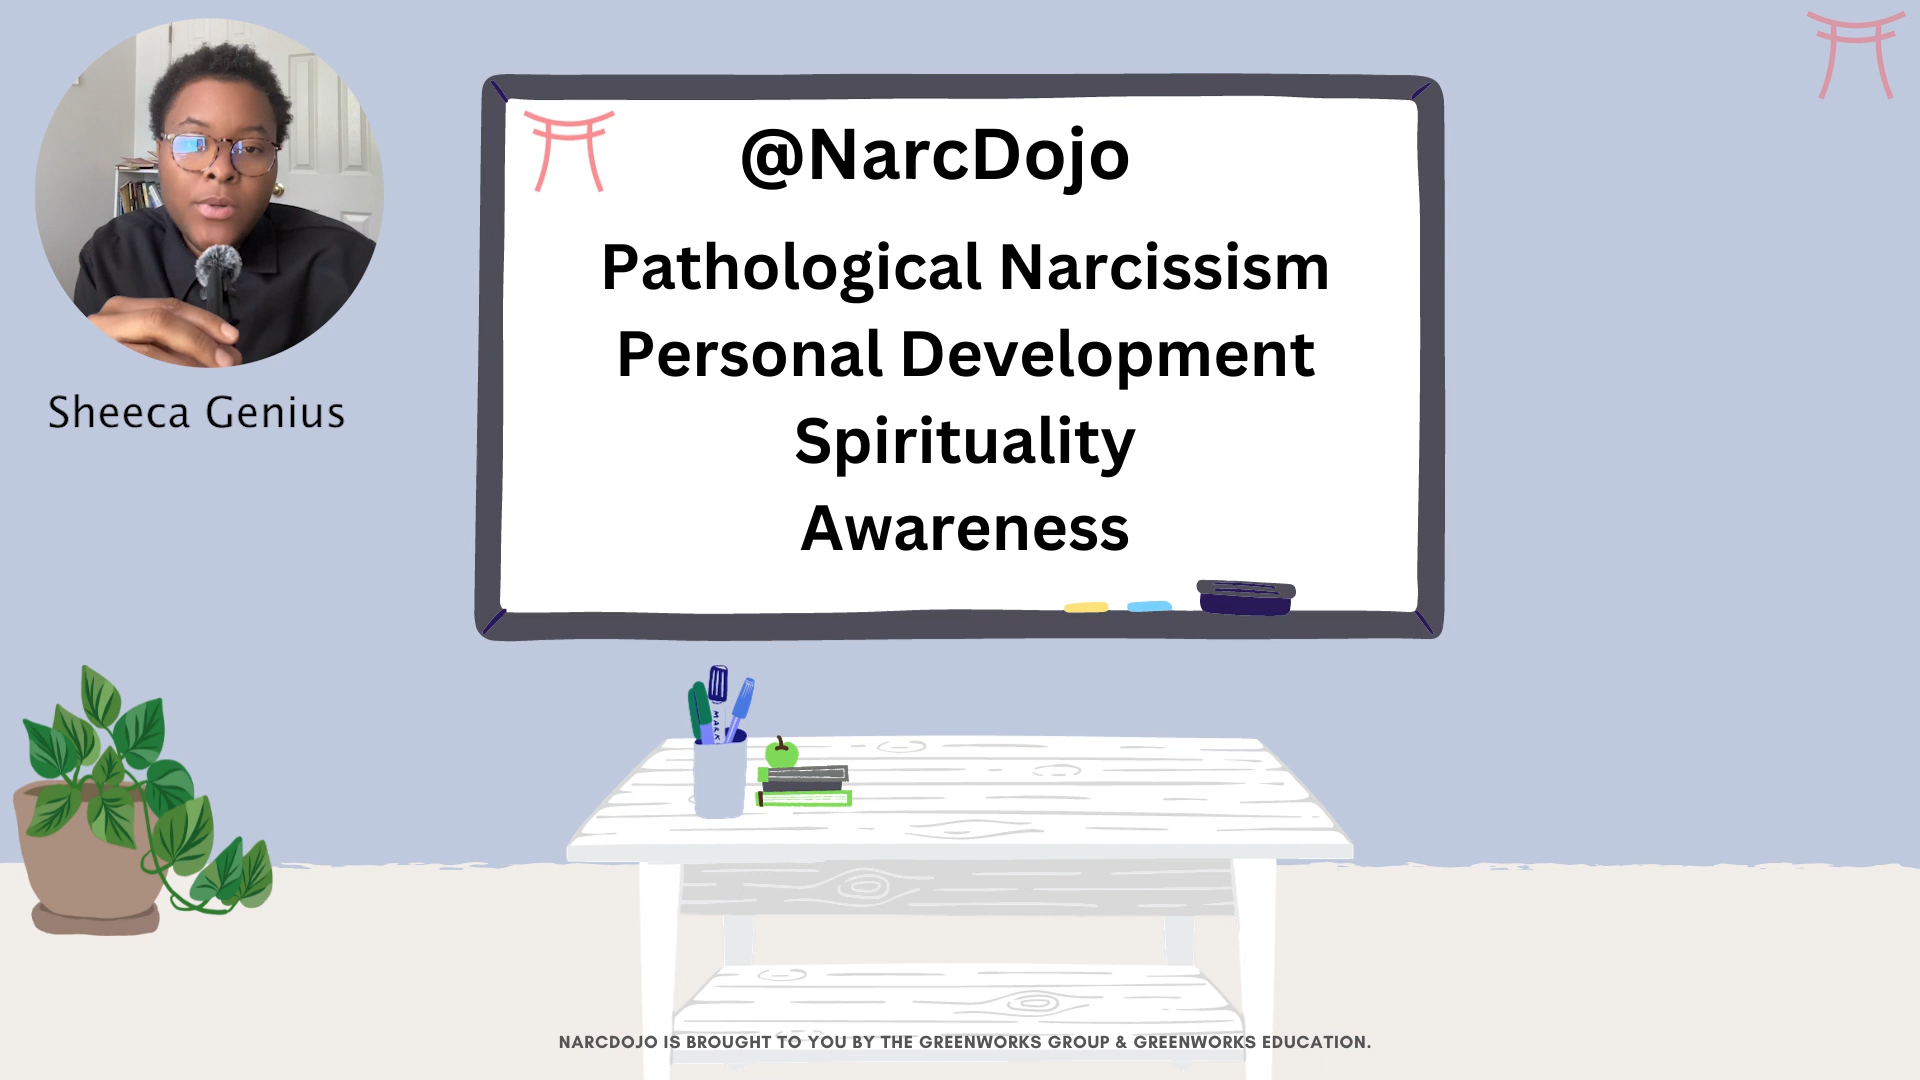 @NarcDojo
Pathological Narcissism
Personal Development
Spirituality
Awareness
Sheeca Genius
NARCDOJO IS BROUGHT TO YOU BY THE GREENWORKS GROUP & GREENWORKS EDUCATION.